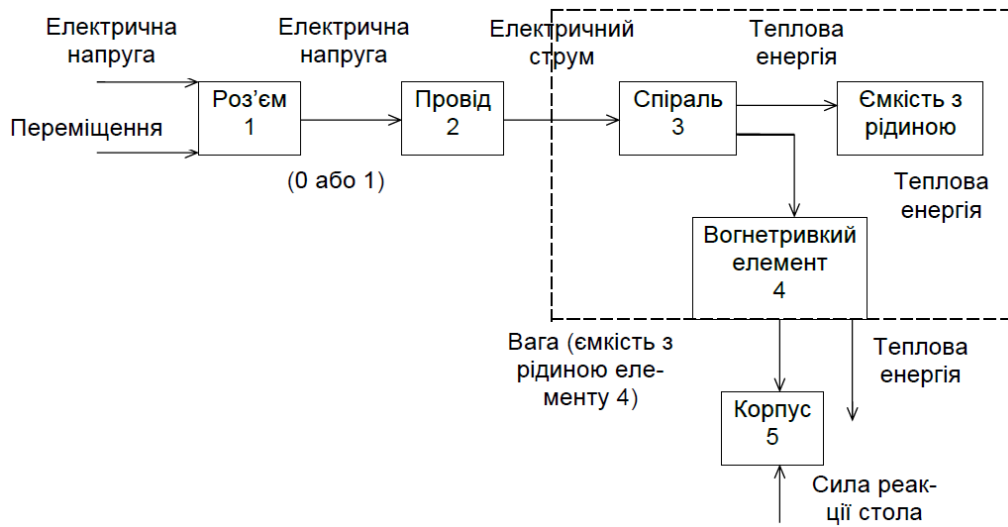 Електрична
напруга
Електрична
напруга
Електричний
струм
Теплова
енергія
Переміщення
Роз’єм
1
Провід
2
Спіраль
3
Ємкість з
рідиною
(0 або 1)
Теплова
енергія
Вогнетривкий
елемент
4
Вага (ємкість з
рідиною еле-
менту 4)
Теплова
енергія
Корпус
5
Сила реак-
ції стола